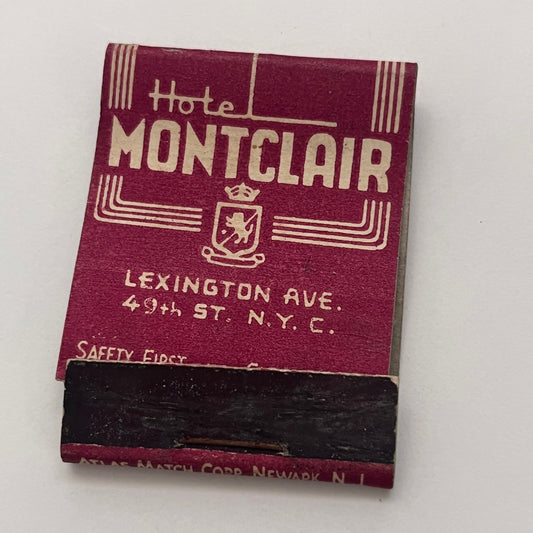 Hotel
MONTCLAIR
LEXINGTON AVE.
49th ST. N.Y.C.
SAFETY FIRST
MATCH CORP. NEWARK, N.J.